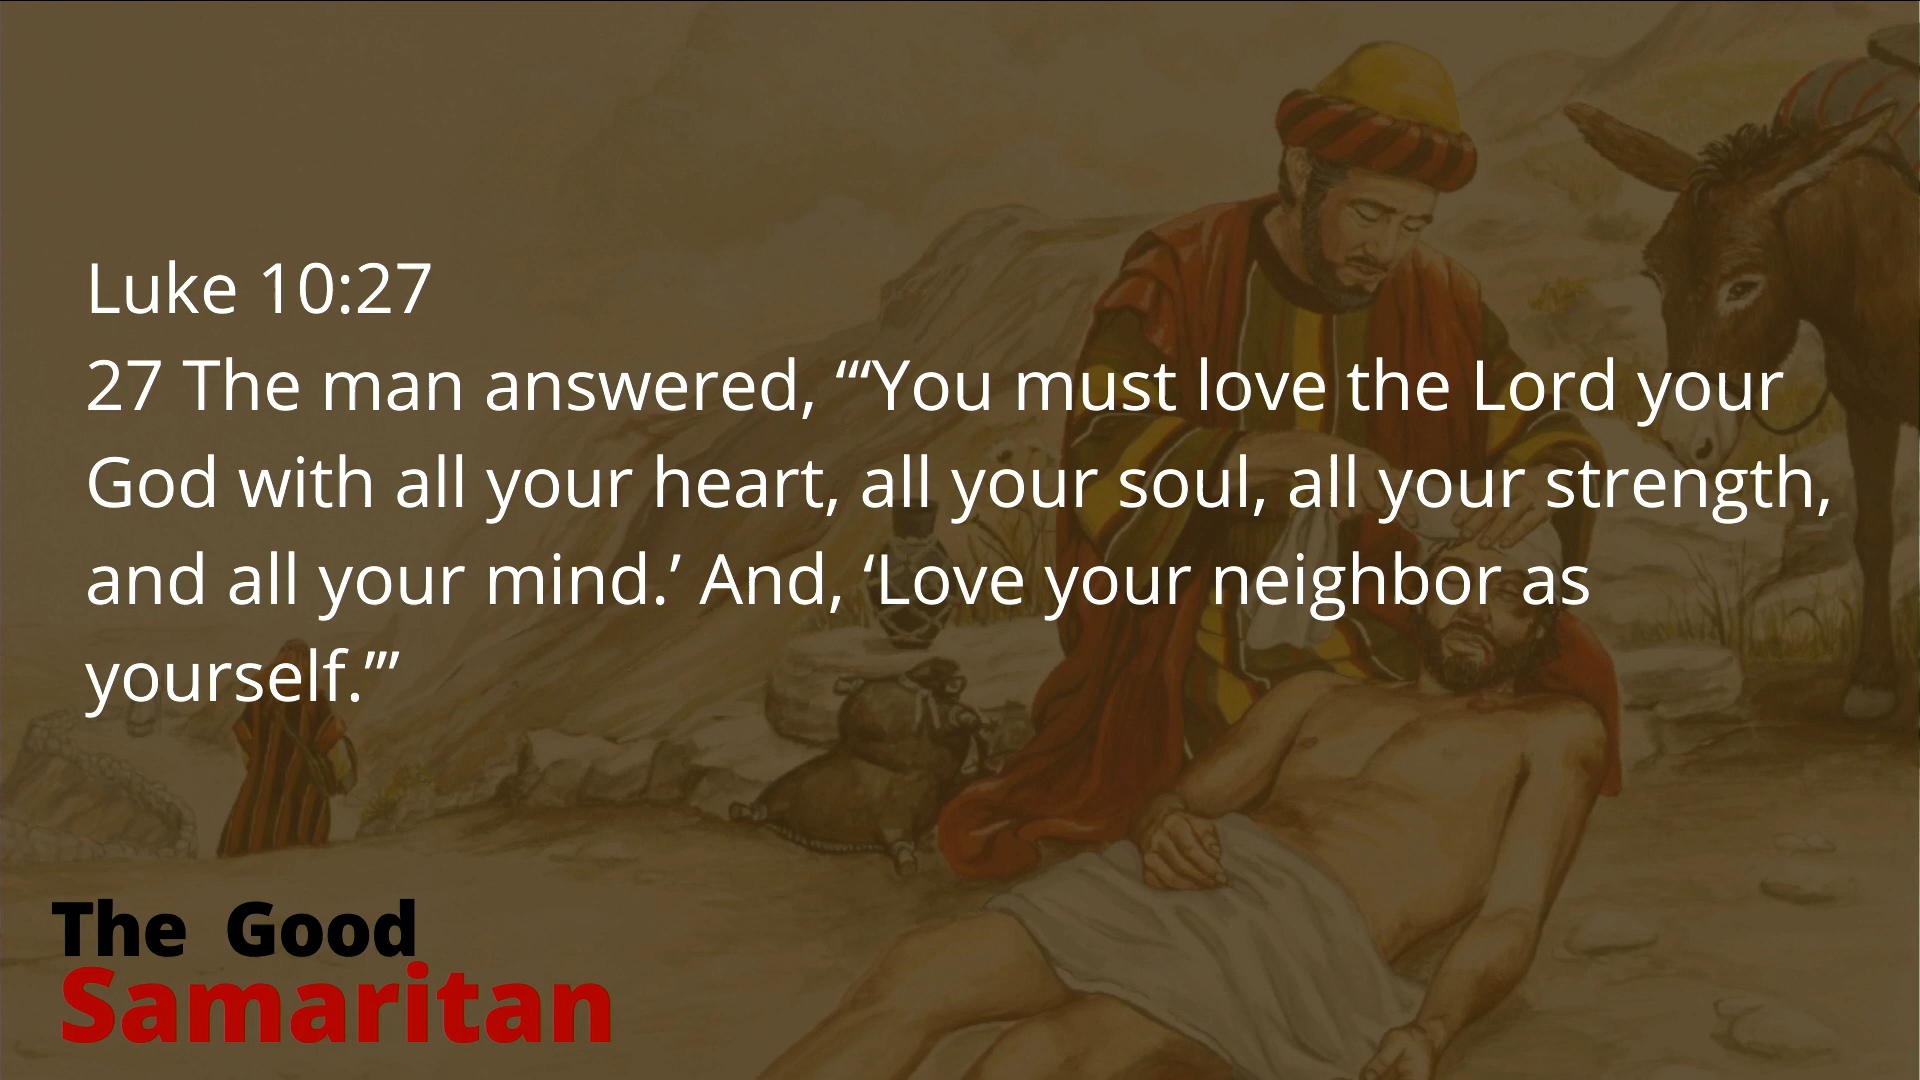 Luke 10:27
27 The man answered, “‘You must love the Lord your
God with all your heart, all your soul, all your strength,
and all your mind.’ And, ‘Love your neighbor as
yourself.’”
The Good
Samaritan